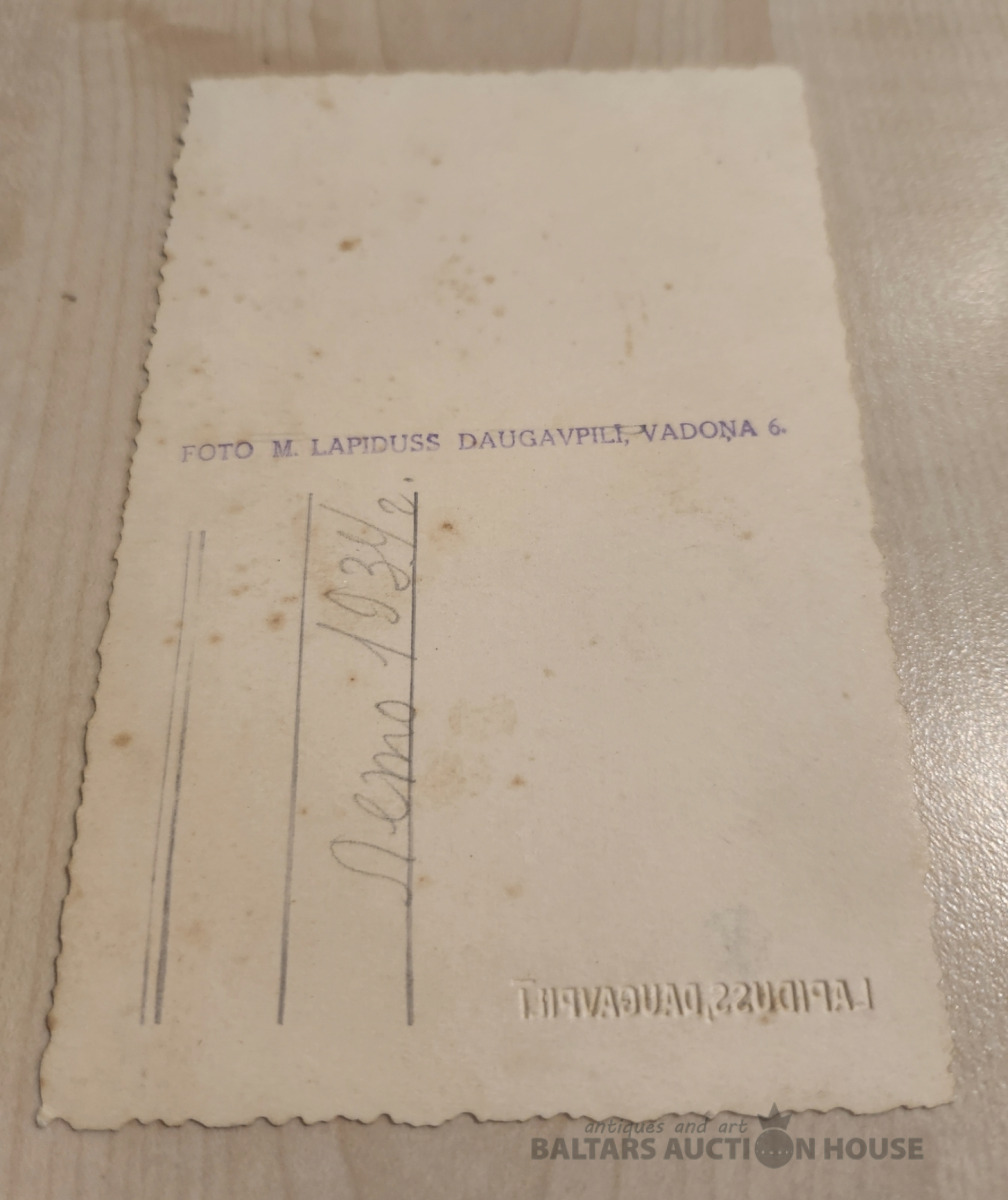 FOTO M. LAPIDUSS DAUGAVPILĪ, VADOŅA 6.
Лето 1934 г.
LAPIDUSS, DAUGAVPILĪ
antiques and art
BALTARS AUCTION HOUSE